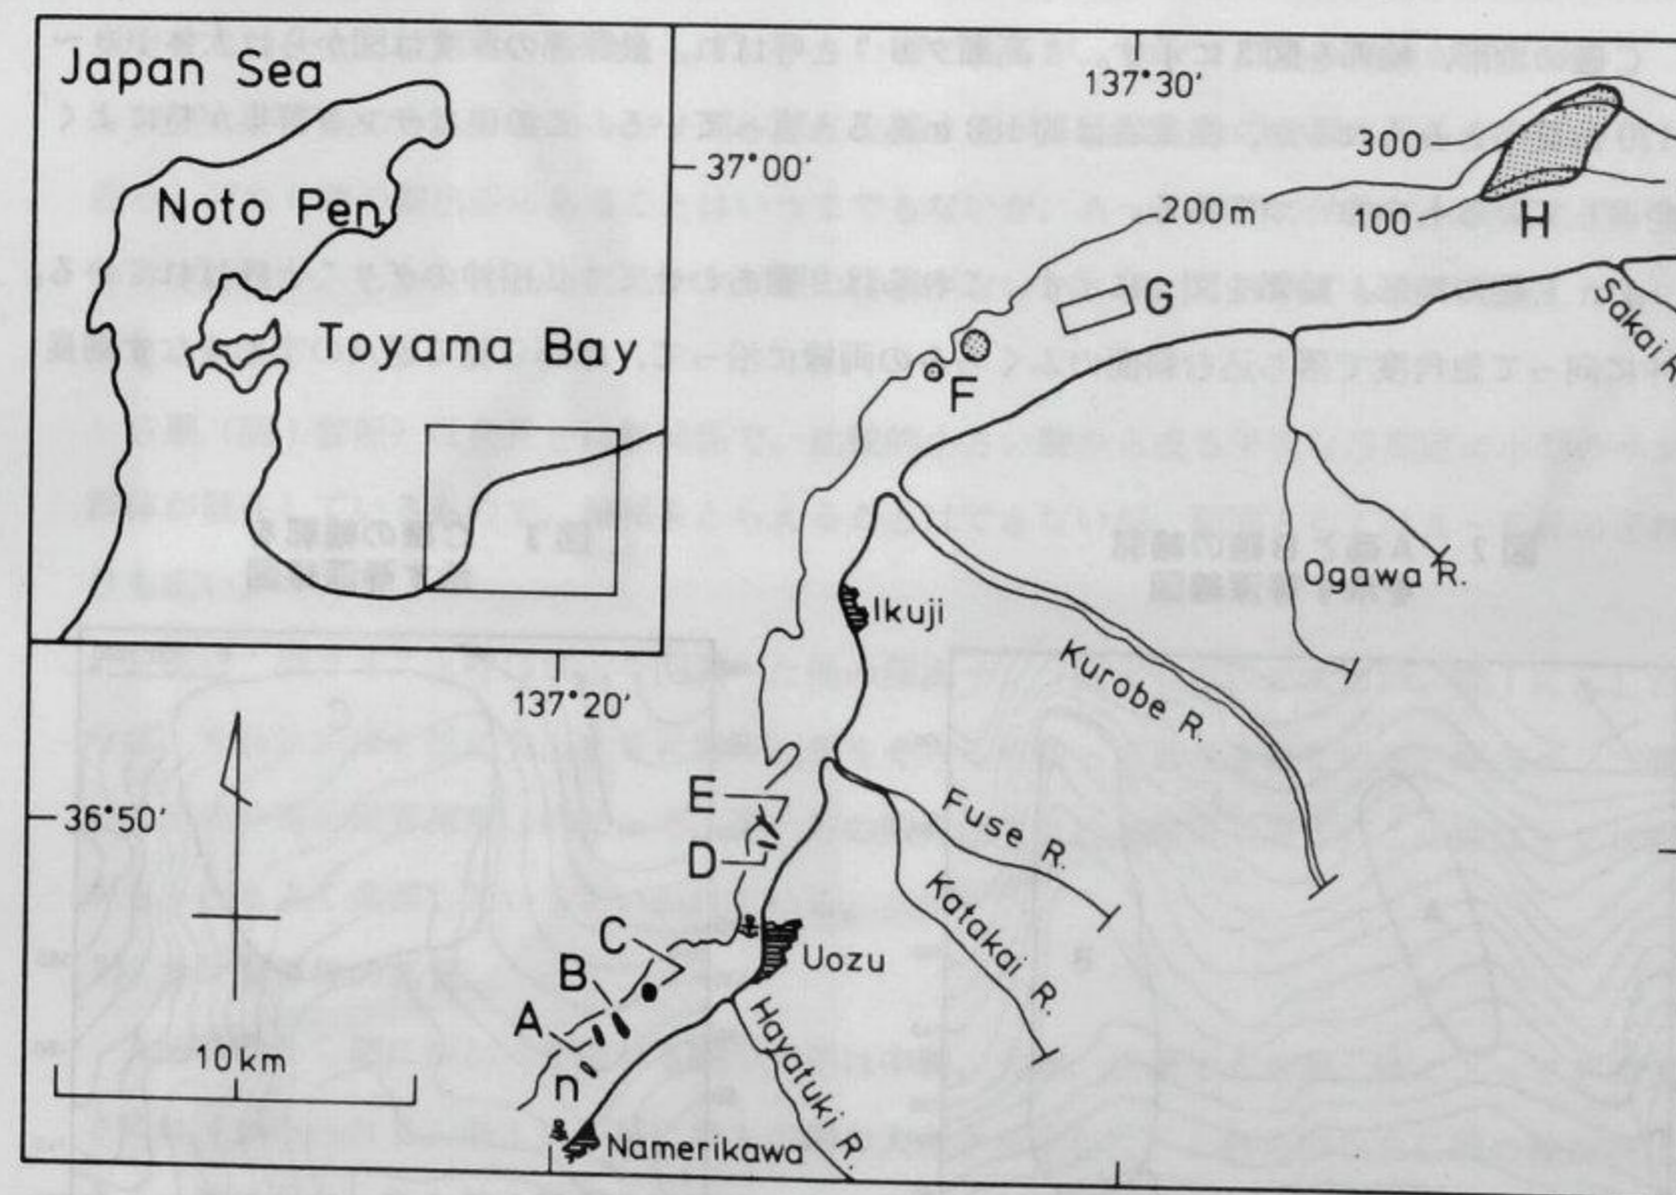 Japan Sea
Noto Pen.
Toyama Bay
137°30′
37°00′
300
200m
100
H
G
F
Sakai R.
Ogawa R.
Ikuji
Kurobe R.
137°20′
36°50′
E
D
Fuse R.
Katakai R.
C
B
A
n
Uozu
Hayatuki R.
10km
Namerikawa